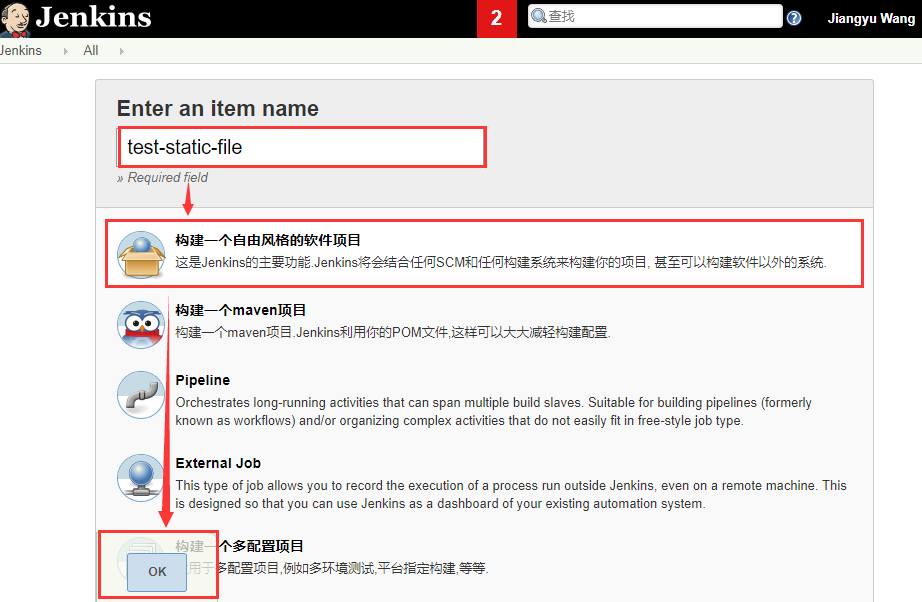 Jenkins
2
查找
?
Jiangyu Wang
Jenkins
All
Enter an item name
test-static-file
» Required field
构建一个自由风格的软件项目
这是Jenkins的主要功能.Jenkins将会结合任何SCM和任何构建系统来构建你的项目, 甚至可以构建软件以外的系统.
构建一个maven项目
构建一个maven项目.Jenkins利用你的POM文件,这样可以大大减轻构建配置.
Pipeline
Orchestrates long-running activities that can span multiple build slaves. Suitable for building pipelines (formerly
known as workflows) and/or organizing complex activities that do not easily fit in free-style job type.
External Job
This type of job allows you to record the execution of a process run outside Jenkins, even on a remote machine. This
is designed so that you can use Jenkins as a dashboard of your existing automation system.
构建一个多配置项目
用于多配置项目,例如多环境测试,平台指定构建,等等.
OK